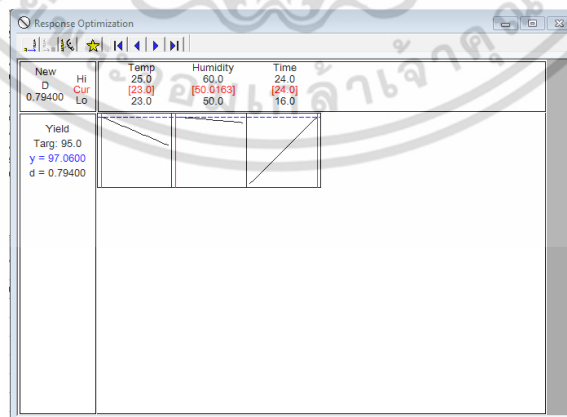 Response Optimization
New
D
0.79400
Hi
Cur
Lo
Temp
25.0
[23.0]
23.0
Humidity
60.0
[50.0163]
50.0
Time
24.0
[24.0]
16.0
Yield
Targ: 95.0
y = 97.0600
d = 0.79400